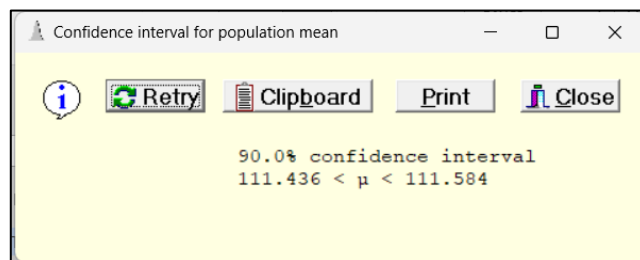 Confidence interval for population mean
Retry Clipboard Print Close
90.0% confidence interval
111.436 < µ < 111.584